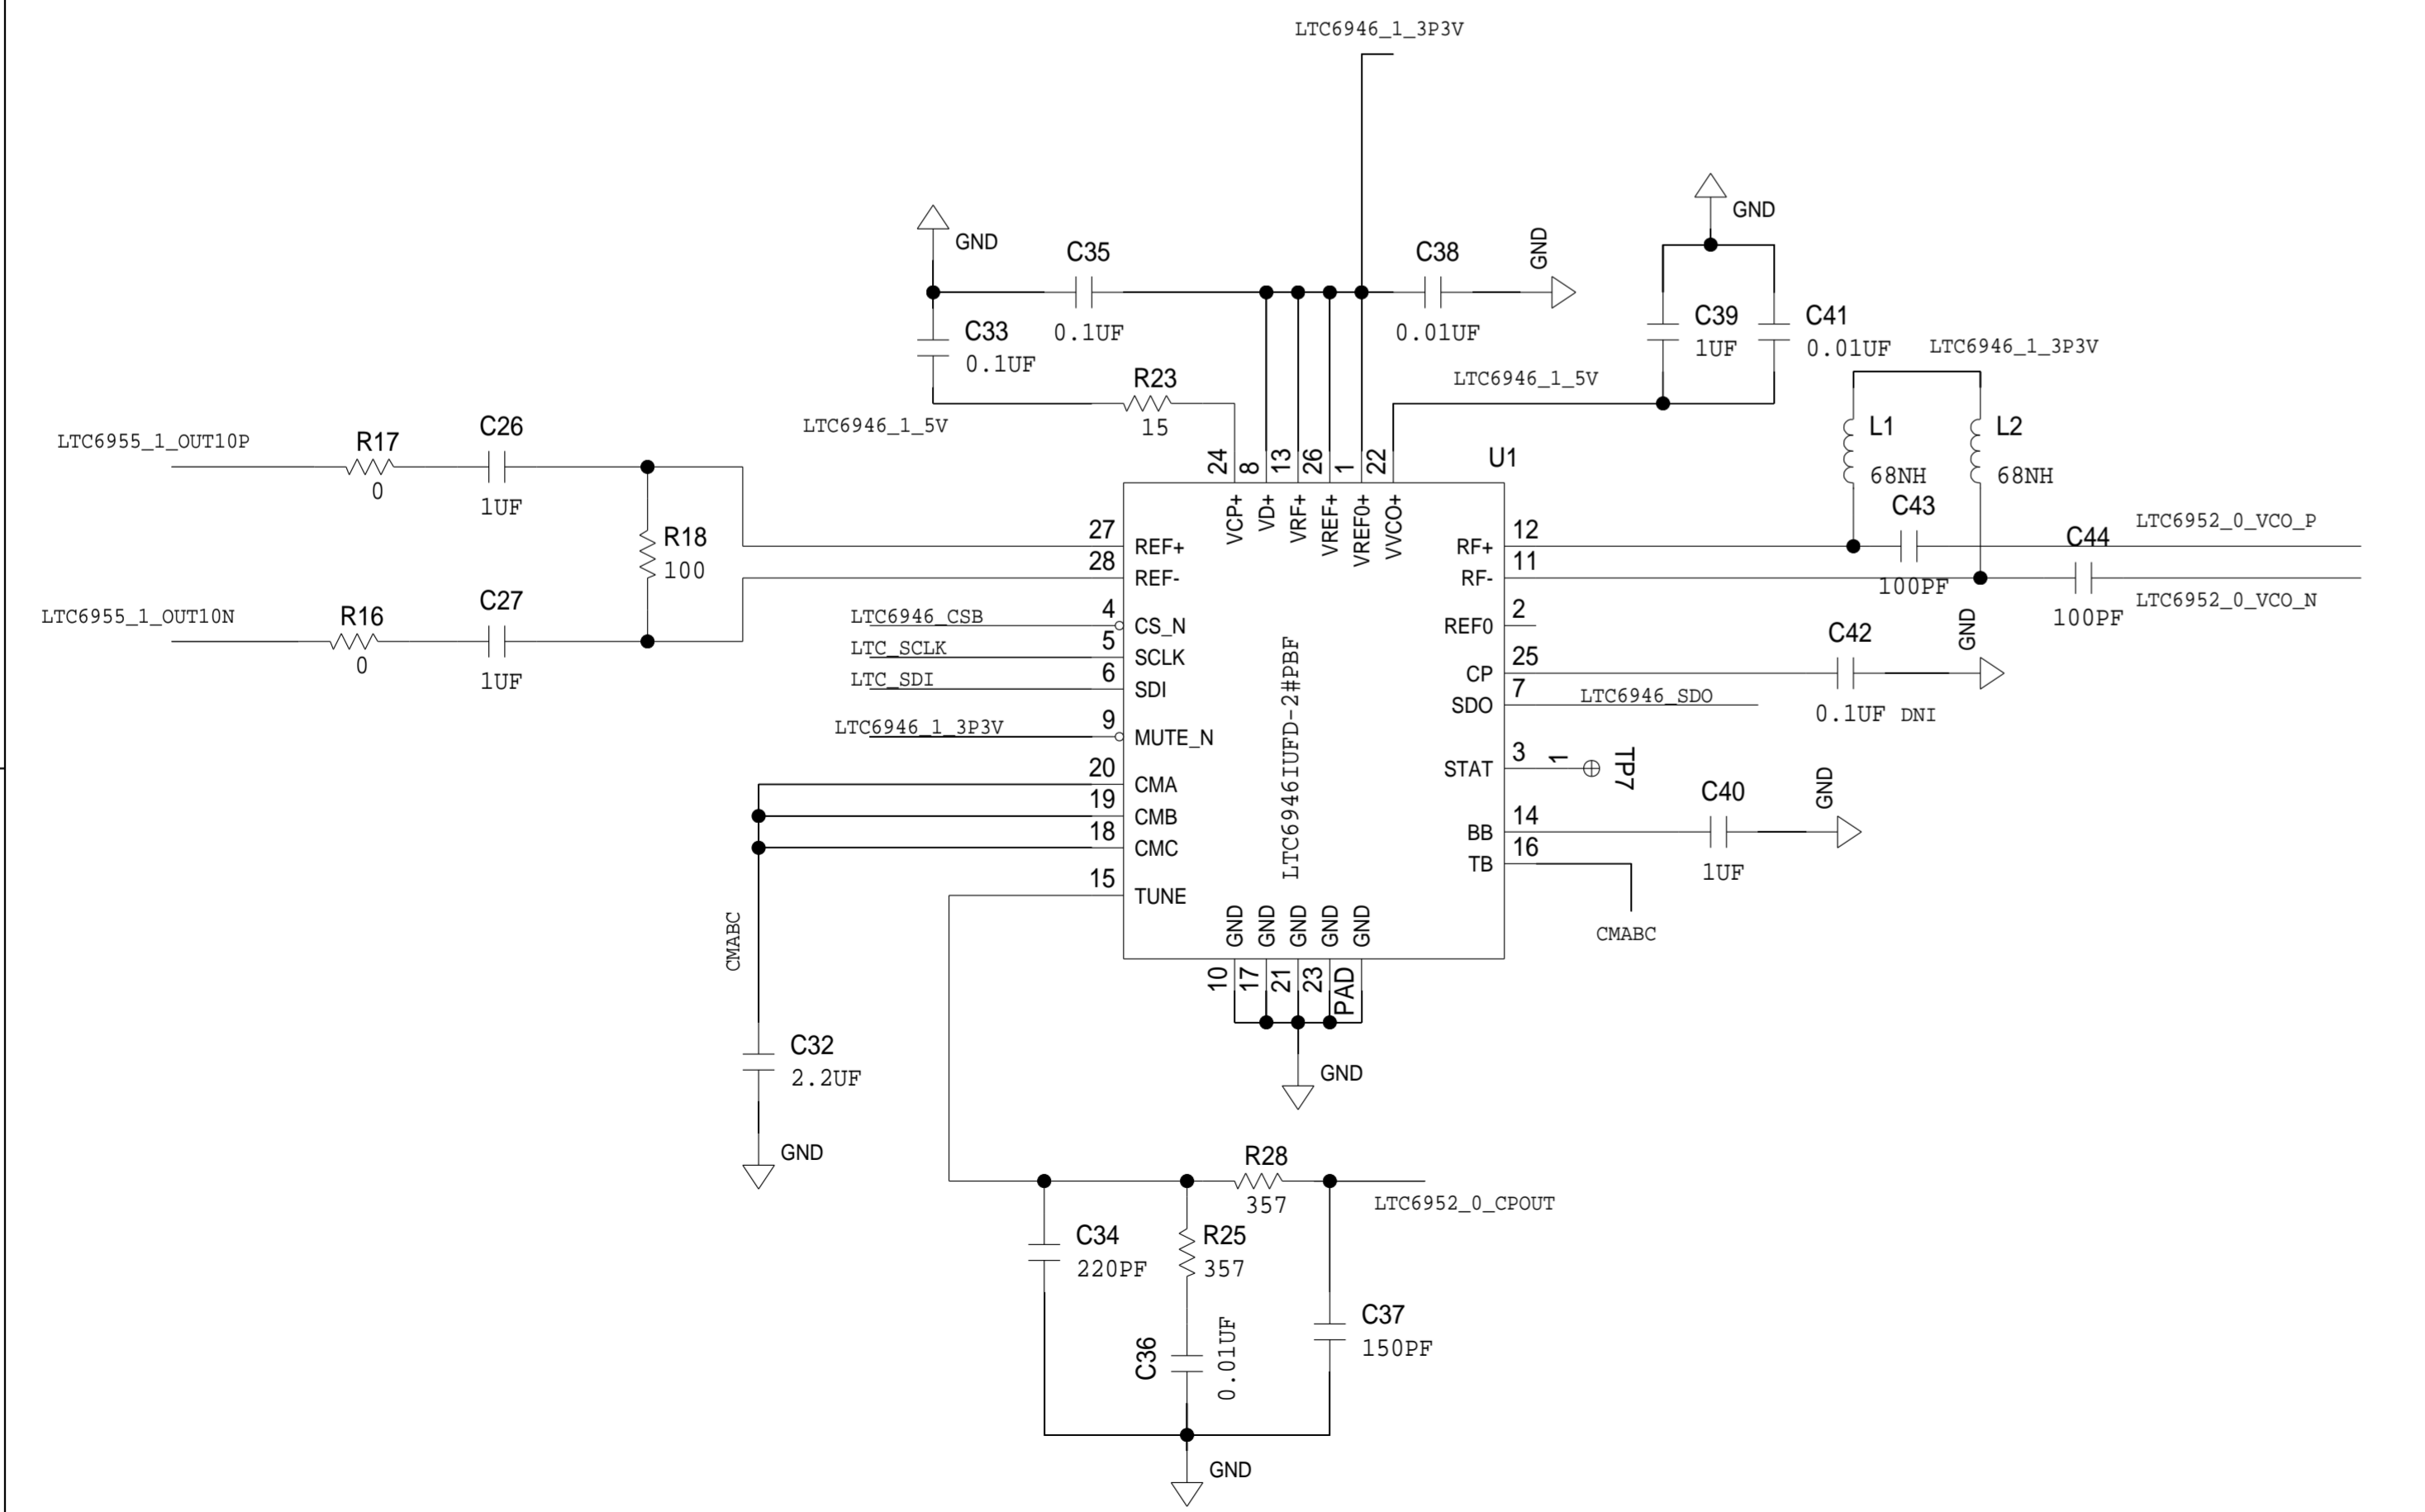 LTC6946_1_3P3V
GND
GND
C35
0.1UF
C38
0.01UF
GND
C33
0.1UF
C39
1UF
C41
0.01UF
LTC6946_1_3P3V
R23
15
LTC6946_1_5V
LTC6946_1_5V
L1
68NH
L2
68NH
LTC6955_1_OUT10P
R17
0
C26
1UF
R18
100
LTC6955_1_OUT10N
R16
0
C27
1UF
U1
24
8
13
26
1
22
VCP+
VD+
VRF+
VREF+
VREF0+
VVCO+
27
REF+
28
REF-
LTC6946_CSB
4
CS_N
LTC_SCLK
5
SCLK
LTC_SDI
6
SDI
LTC6946_1_3P3V
9
MUTE_N
20
CMA
19
CMB
18
CMC
15
TUNE
LTC6946IUFD-2#PBF
RF+
12
C43
100PF
LTC6952_0_VCO_P
RF-
11
C44
100PF
LTC6952_0_VCO_N
REF0
2
CP
25
C42
0.1UF DNI
GND
SDO
7
LTC6946_SDO
STAT
3
1
TP7
BB
14
C40
1UF
GND
TB
16
CMABC
GND
GND
GND
GND
GND
10
17
21
23
PAD
GND
CMABC
C32
2.2UF
GND
R28
357
LTC6952_0_CPOUT
C34
220PF
R25
357
C36
0.01UF
C37
150PF
GND